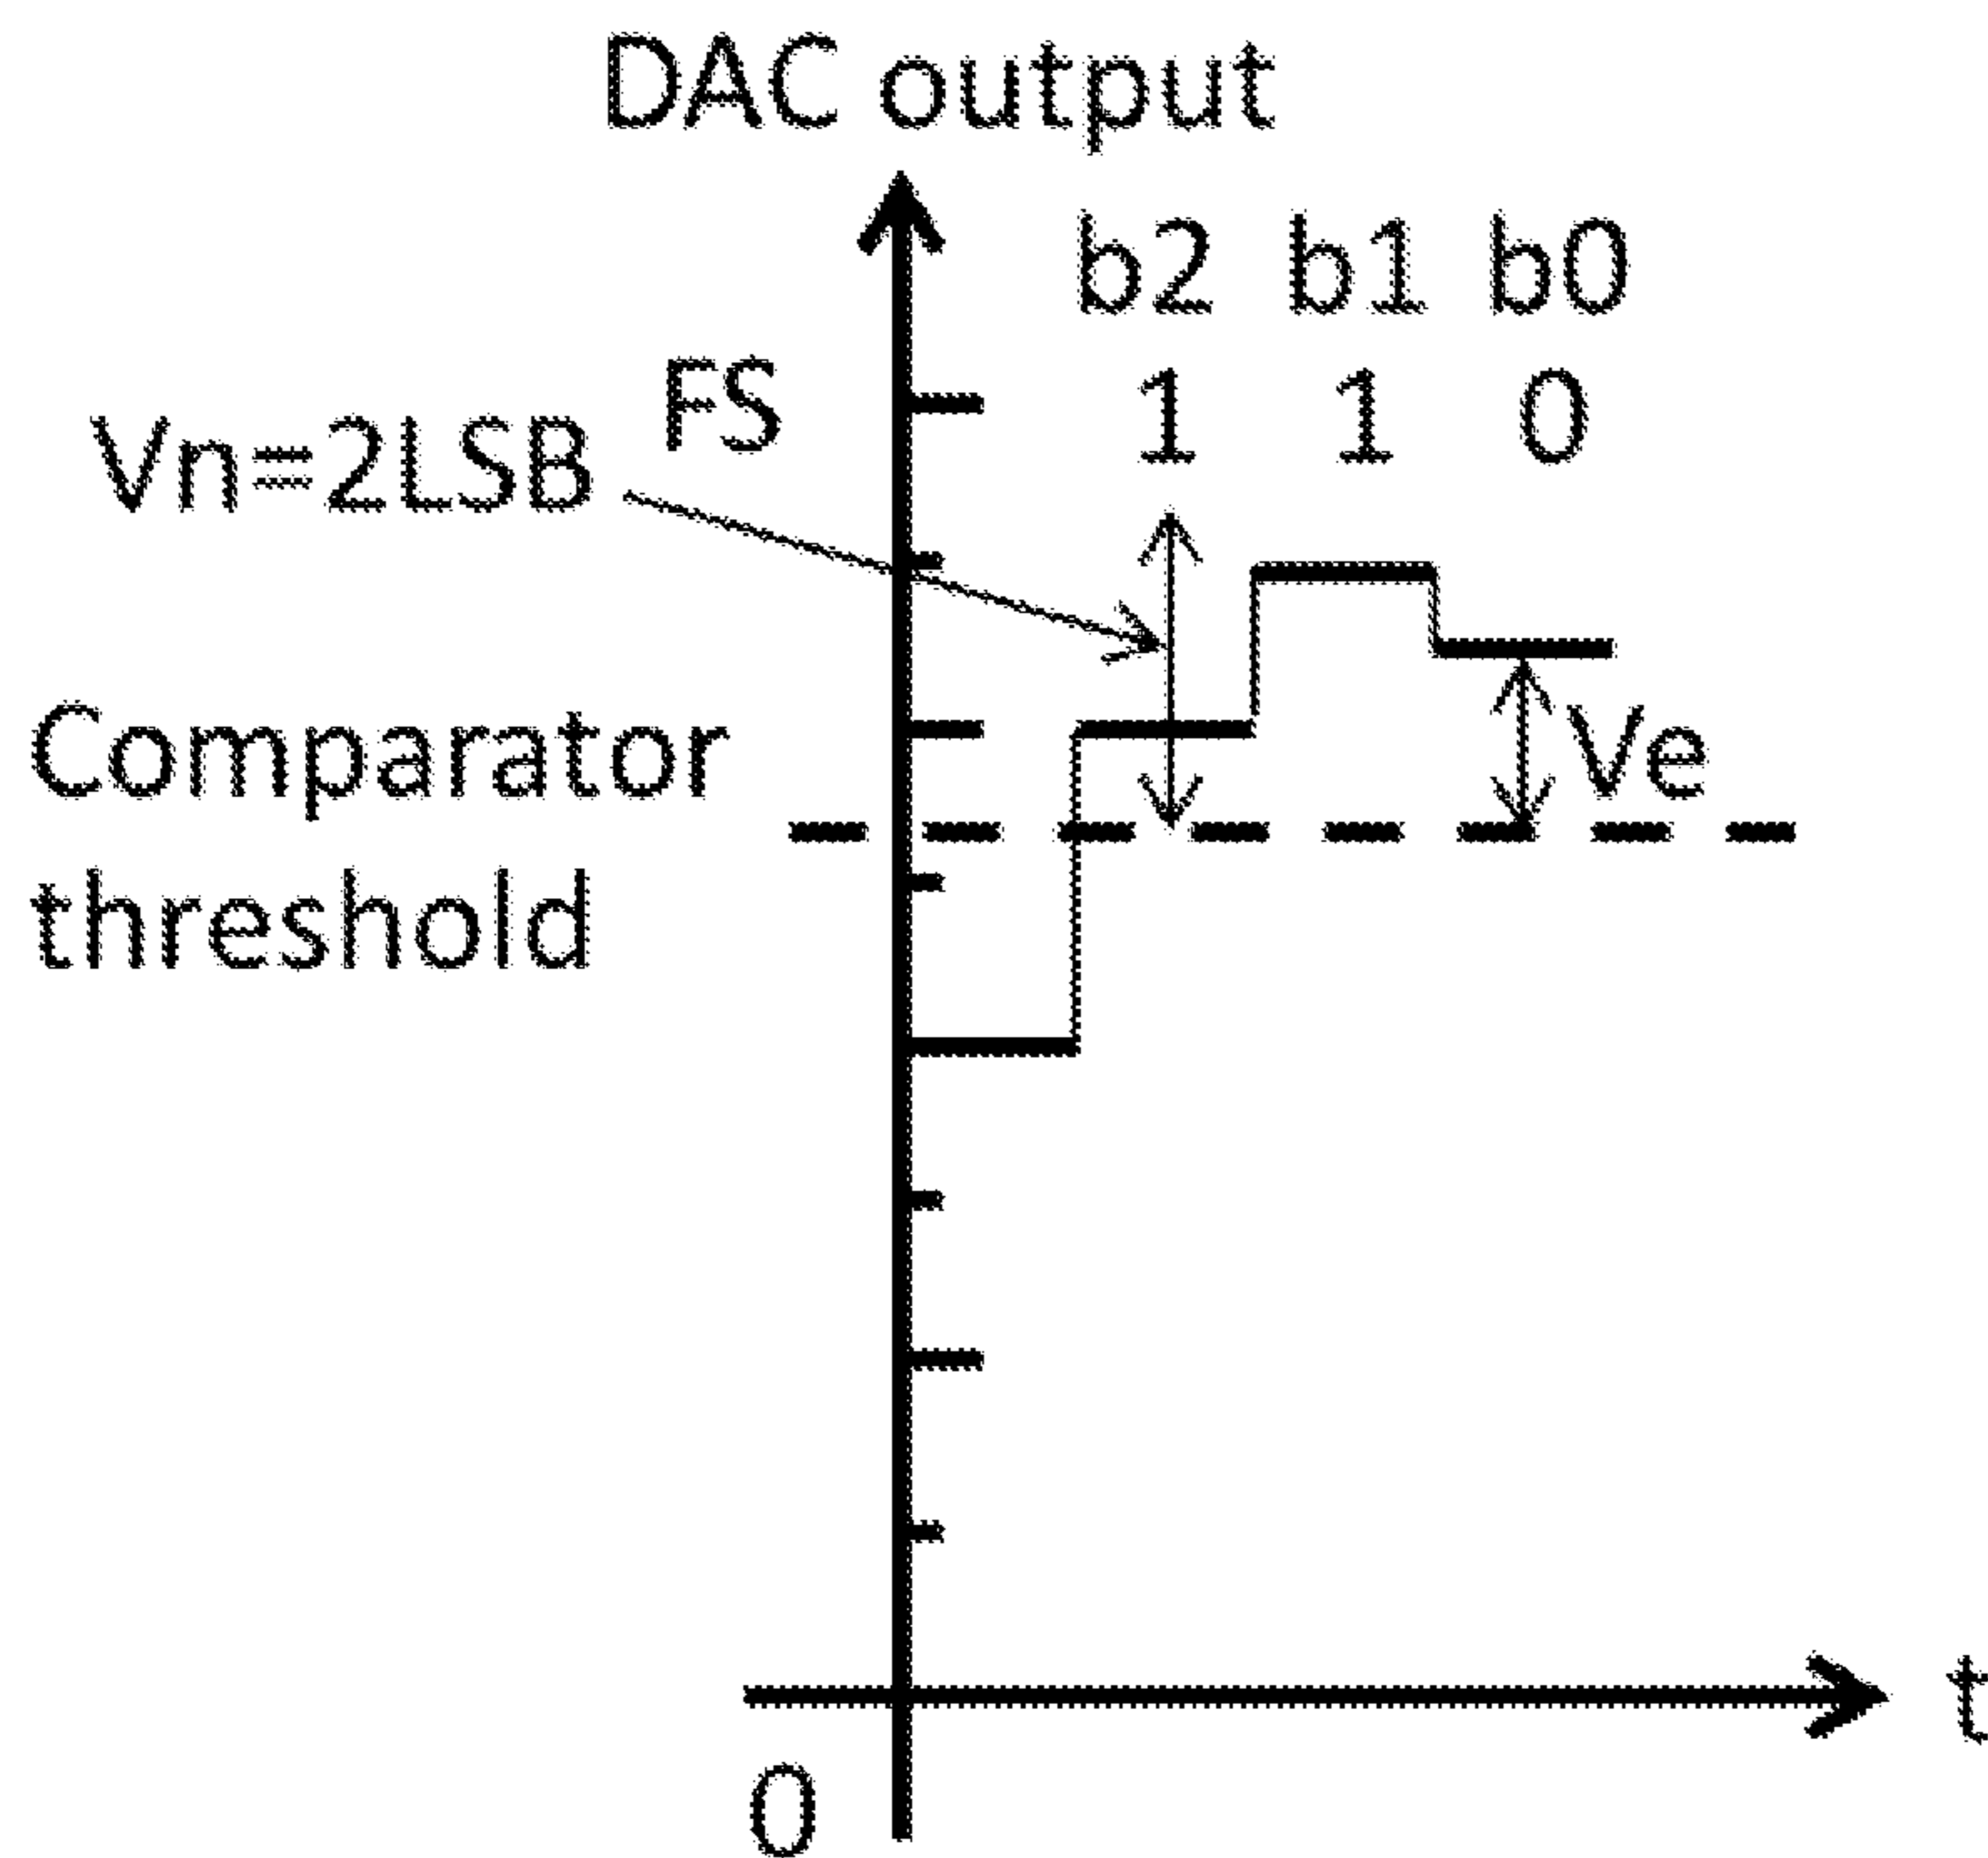 DAC output
b2 b1 b0
1 1 0
FS
Vn=2LSB
Comparator
threshold
Ve
t
0